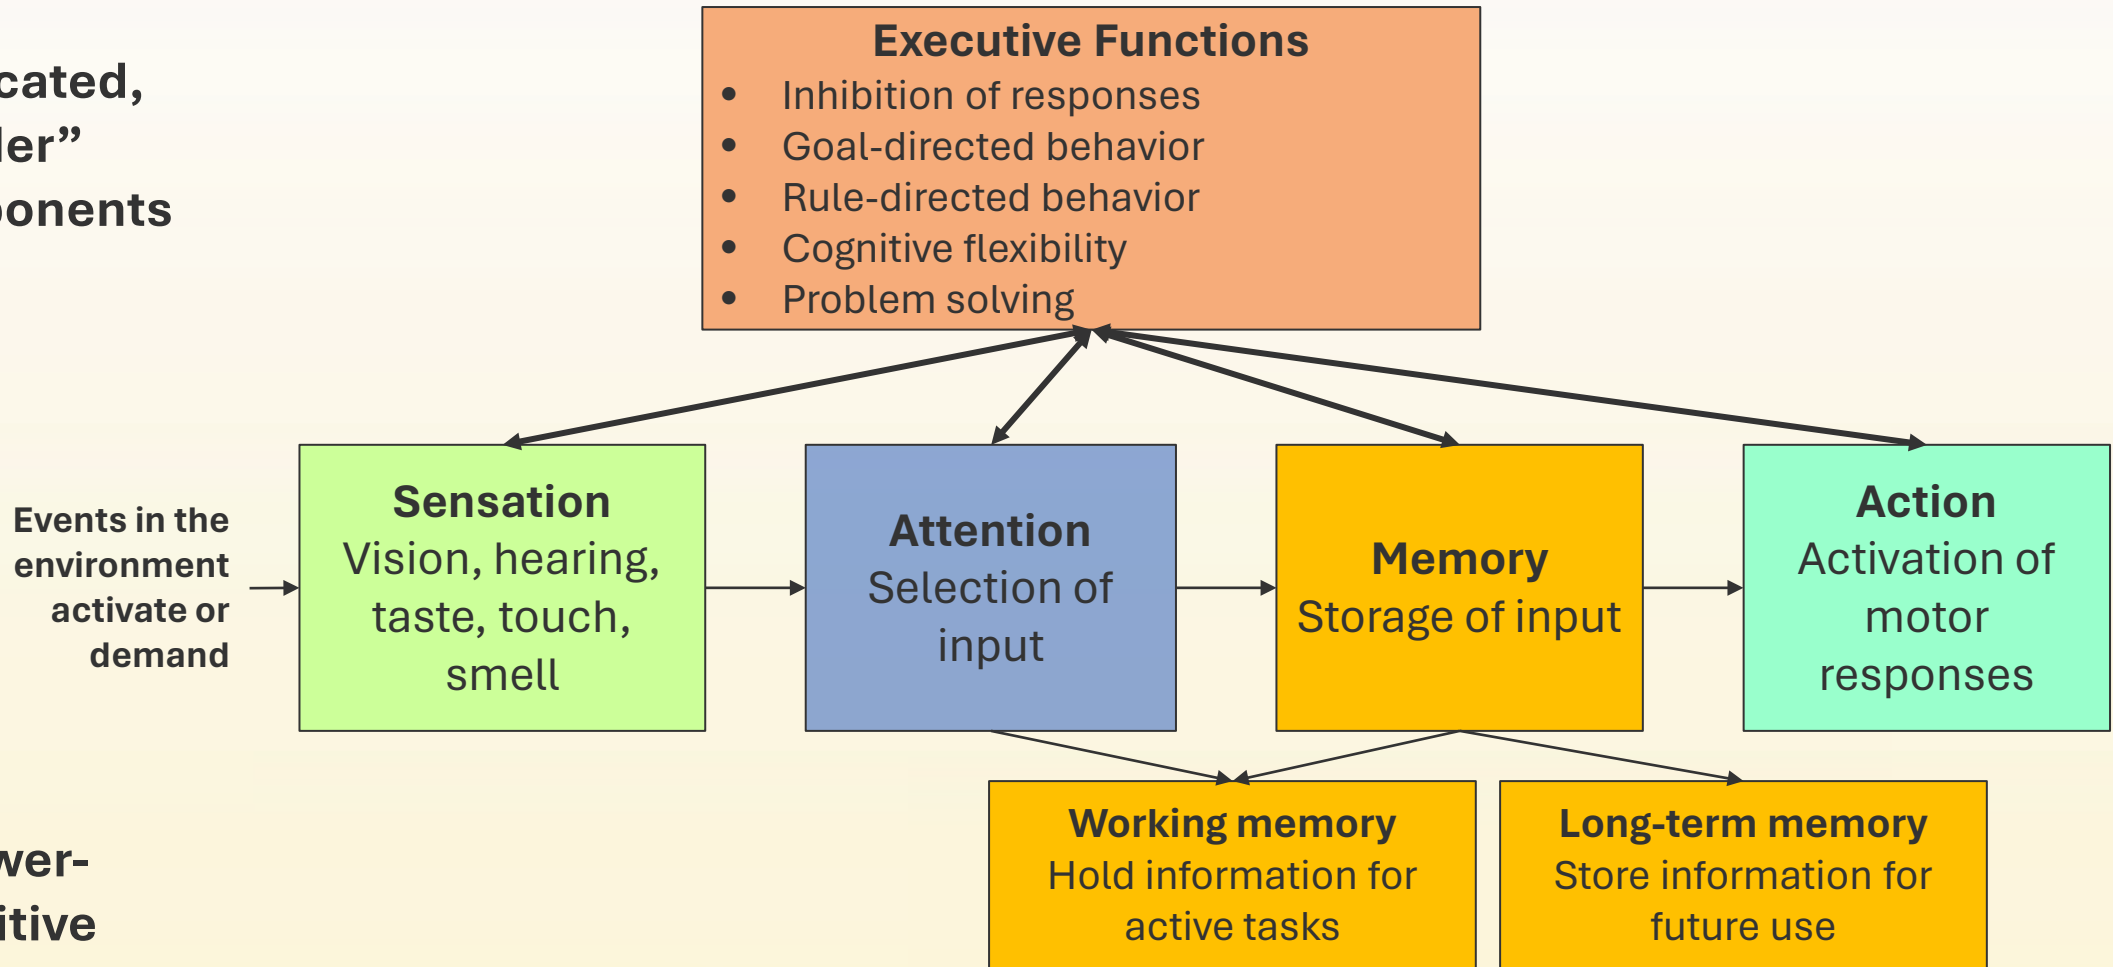 cated,
ler”
onents
Executive Functions
• Inhibition of responses
• Goal-directed behavior
• Rule-directed behavior
• Cognitive flexibility
• Problem solving
Events in the
environment
activate or
demand
Sensation
Vision, hearing,
taste, touch,
smell
Attention
Selection of
input
Memory
Storage of input
Action
Activation of
motor
responses
Working memory
Hold information for
active tasks
Long-term memory
Store information for
future use
wer-
itive